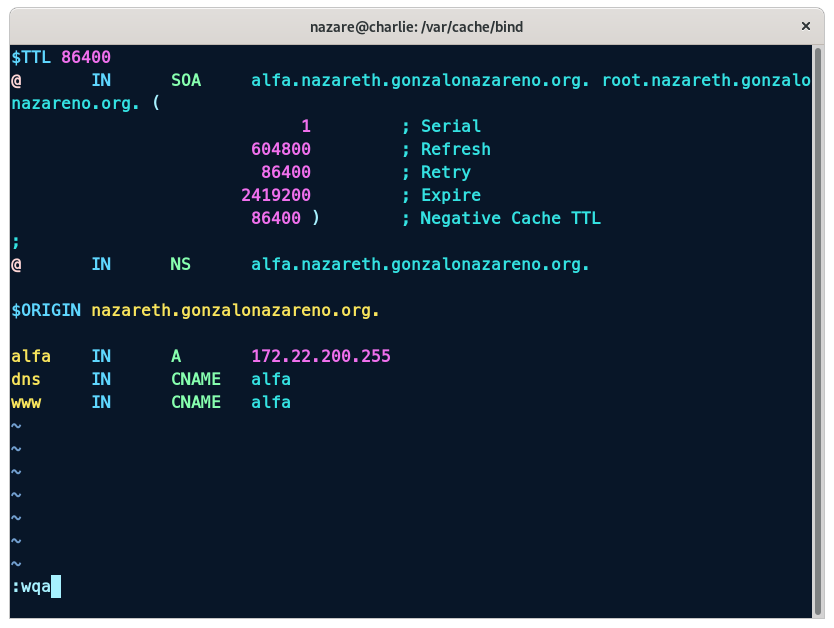 nazare@charlie: /var/cache/bind ×
$TTL 86400
@ IN SOA alfa.nazareth.gonzalonazareno.org. root.nazareth.gonzalo
nazareno.org. (
1 ; Serial
604800 ; Refresh
86400 ; Retry
2419200 ; Expire
86400 ) ; Negative Cache TTL
;
@ IN NS alfa.nazareth.gonzalonazareno.org.
$ORIGIN nazareth.gonzalonazareno.org.
alfa IN A 172.22.200.255
dns IN CNAME alfa
www IN CNAME alfa
~
~
~
~
~
~
~
:wqa